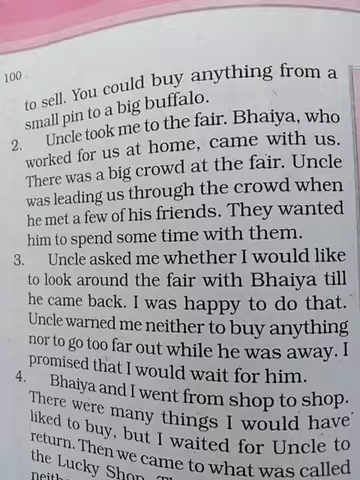 100
to sell. You could buy anything from a
small pin to a big buffalo.
2. Uncle took me to the fair. Bhaiya, who
worked for us at home, came with us.
There was a big crowd at the fair. Uncle
was leading us through the crowd when
he met a few of his friends. They wanted
him to spend some time with them.
3. Uncle asked me whether I would like
to look around the fair with Bhaiya till
he came back. I was happy to do that.
Uncle warned me neither to buy anything
nor to go too far out while he was away. I
promised that I would wait for him.
4. Bhaiya and I went from shop to shop.
There were many things I would have
liked to buy, but I waited for Uncle to
return. Then we came to what was called
the Lucky Shop.